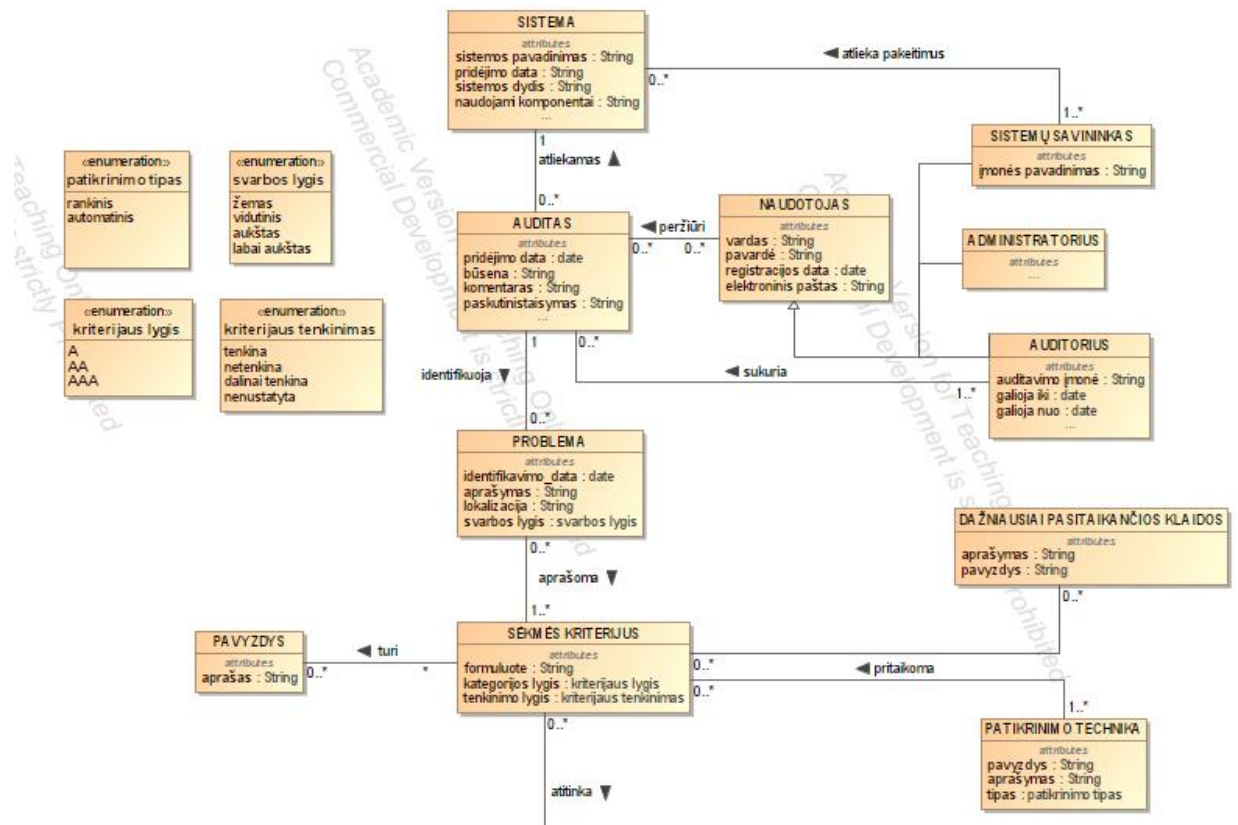 SISTEMA
attributes
sistemos pavadinimas : String
pridėjimo data : String
sistemos dydis : String
naudojami komponentai : String
...
◀ atlieka pakeitimus
0..*
1..*
SISTEMŲ SAVININKAS
attributes
įmonės pavadinimas : String
1
atliekamas ▲
0..*
«enumeration»
patikrinimo tipas
rankinis
automatinis
«enumeration»
svarbos lygis
žemas
vidutinis
aukštas
labai aukštas
AUDITAS
attributes
pridėjimo data : date
būsena : String
komentaras : String
paskutinistaisymas : String
...
◀ peržiūri
0..*
0..*
NAUDOTOJAS
attributes
vardas : String
pavardė : String
registracijos data : date
elektroninis paštas : String
ADMINISTRATORIUS
attributes
...
«enumeration»
kriterijaus lygis
A
AA
AAA
«enumeration»
kriterijaus tenkinimas
tenkina
netenkina
dalinai tenkina
nenustatyta
AUDITORIUS
attributes
auditavimo įmonė : String
galioja iki : date
galioja nuo : date
...
1
0..*
identifikuoja ▼
◀ sukuria
1..*
0..*
PROBLEMA
attributes
identifikavimo_data : date
aprašymas : String
lokalizacija : String
svarbos lygis : svarbos lygis
DAŽNIAUSIAI PASITAIKANČIOS KLAIDOS
attributes
aprašymas : String
pavyzdys : String
0..*
aprašoma ▼
0..*
1..*
PAVYZDYS
attributes
aprašas : String
◀ turi
0..*
*
SĖKMĖS KRITERIJUS
attributes
formuluote : String
kategorijos lygis : kriterijaus lygis
tenkinimo lygis : kriterijaus tenkinimas
0..*
◀ pritaikoma
0..*
1..*
PATIKRINIMO TECHNIKA
attributes
pavyzdys : String
aprašymas : String
tipas : patikrinimo tipas
0..*
atitinka ▼
Academic Version
Commercial Development is strictly